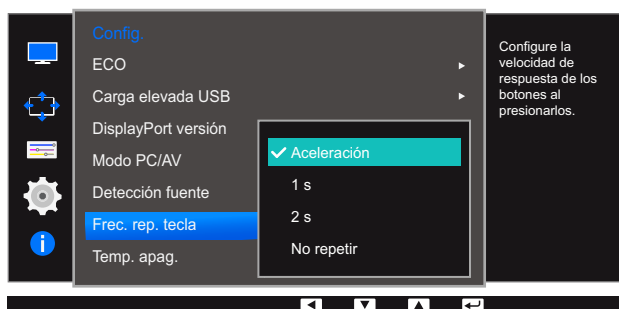 Config.
ECO
Carga elevada USB
DisplayPort versión
Modo PC/AV
Detección fuente
Frec. rep. tecla
Temp. apag.
Aceleración
1 s
2 s
No repetir
Configure la
velocidad de
respuesta de los
botones al
presionarlos.